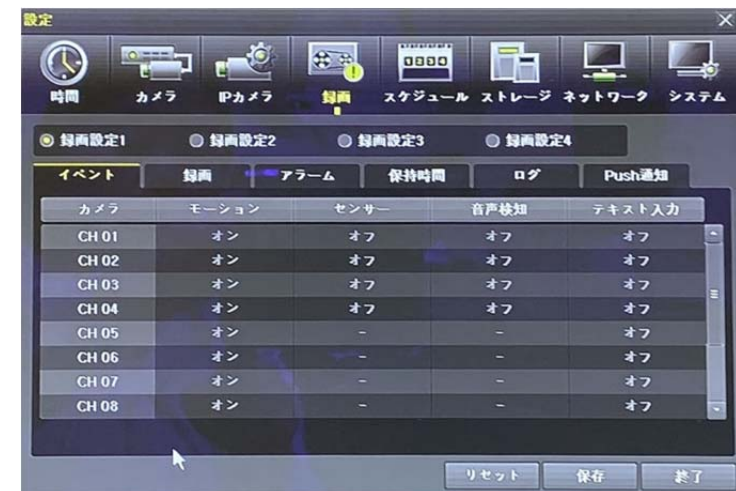 設定
時間 カメラ IPカメラ 録画 スケジュール ストレージ ネットワーク システム
録画設定1 録画設定2 録画設定3 録画設定4
イベント 録画 アラーム 保持時間 ログ Push通知
カメラ モーション センサー 音声検知 テキスト入力
CH 01 オン オフ オフ オフ
CH 02 オン オフ オフ オフ
CH 03 オン オフ オフ オフ
CH 04 オン オフ オフ オフ
CH 05 オン - - オフ
CH 06 オン - - オフ
CH 07 オン - - オフ
CH 08 オン - - オフ
リセット 保存 終了